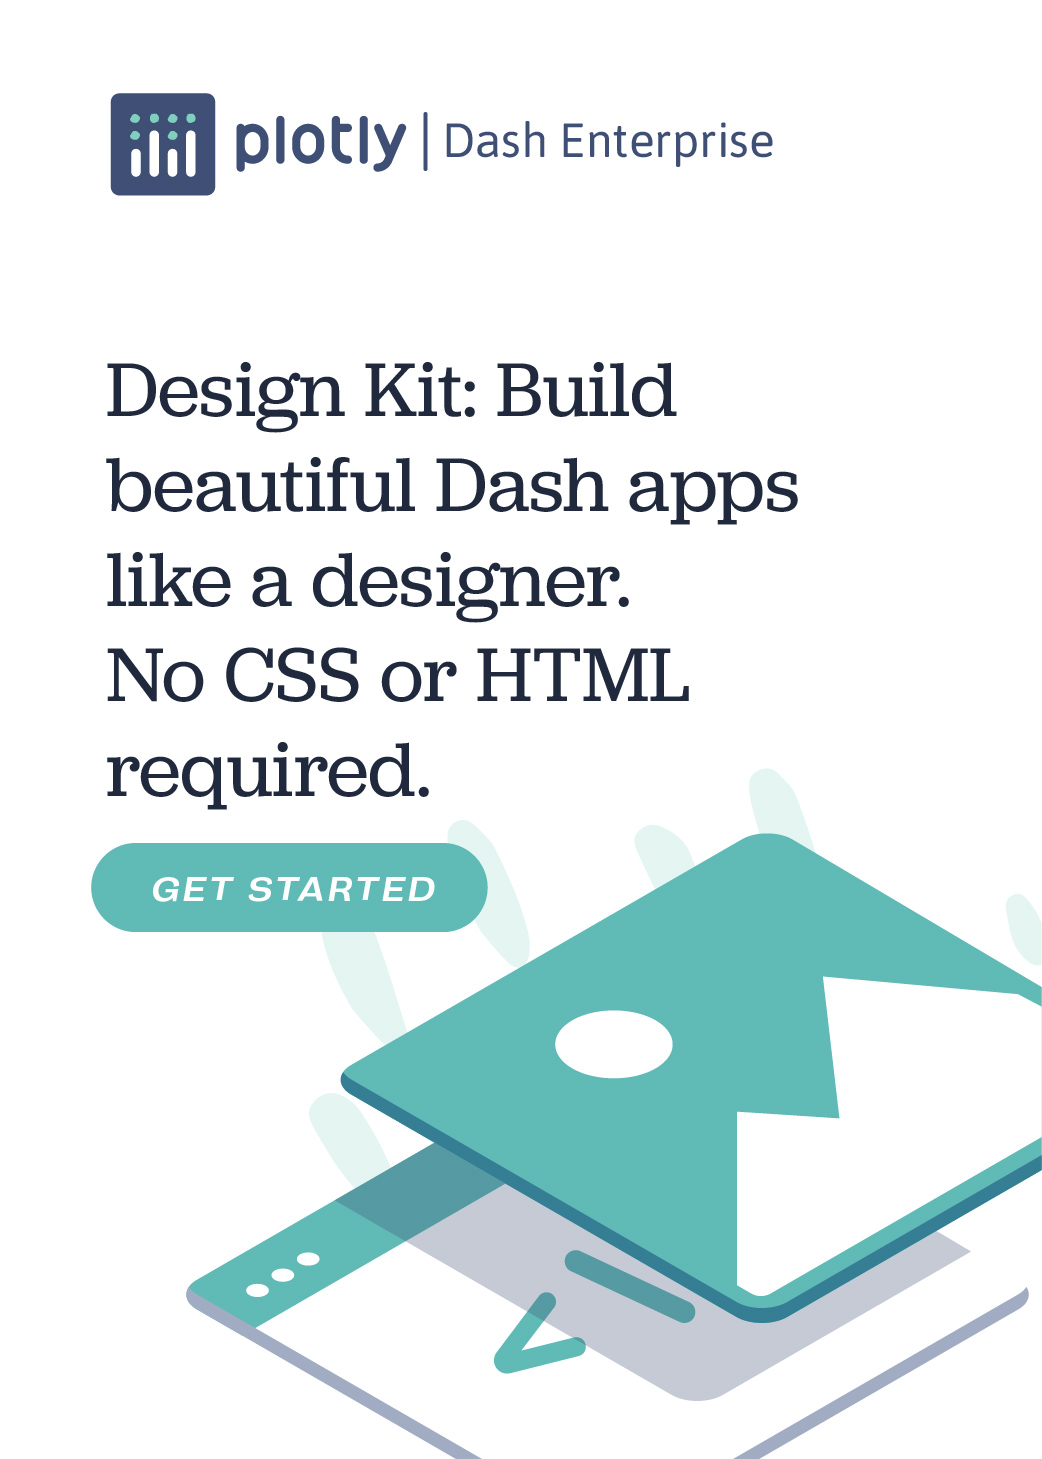 plotly | Dash Enterprise
Design Kit: Build
beautiful Dash apps
like a designer.
No CSS or HTML
required.
GET STARTED